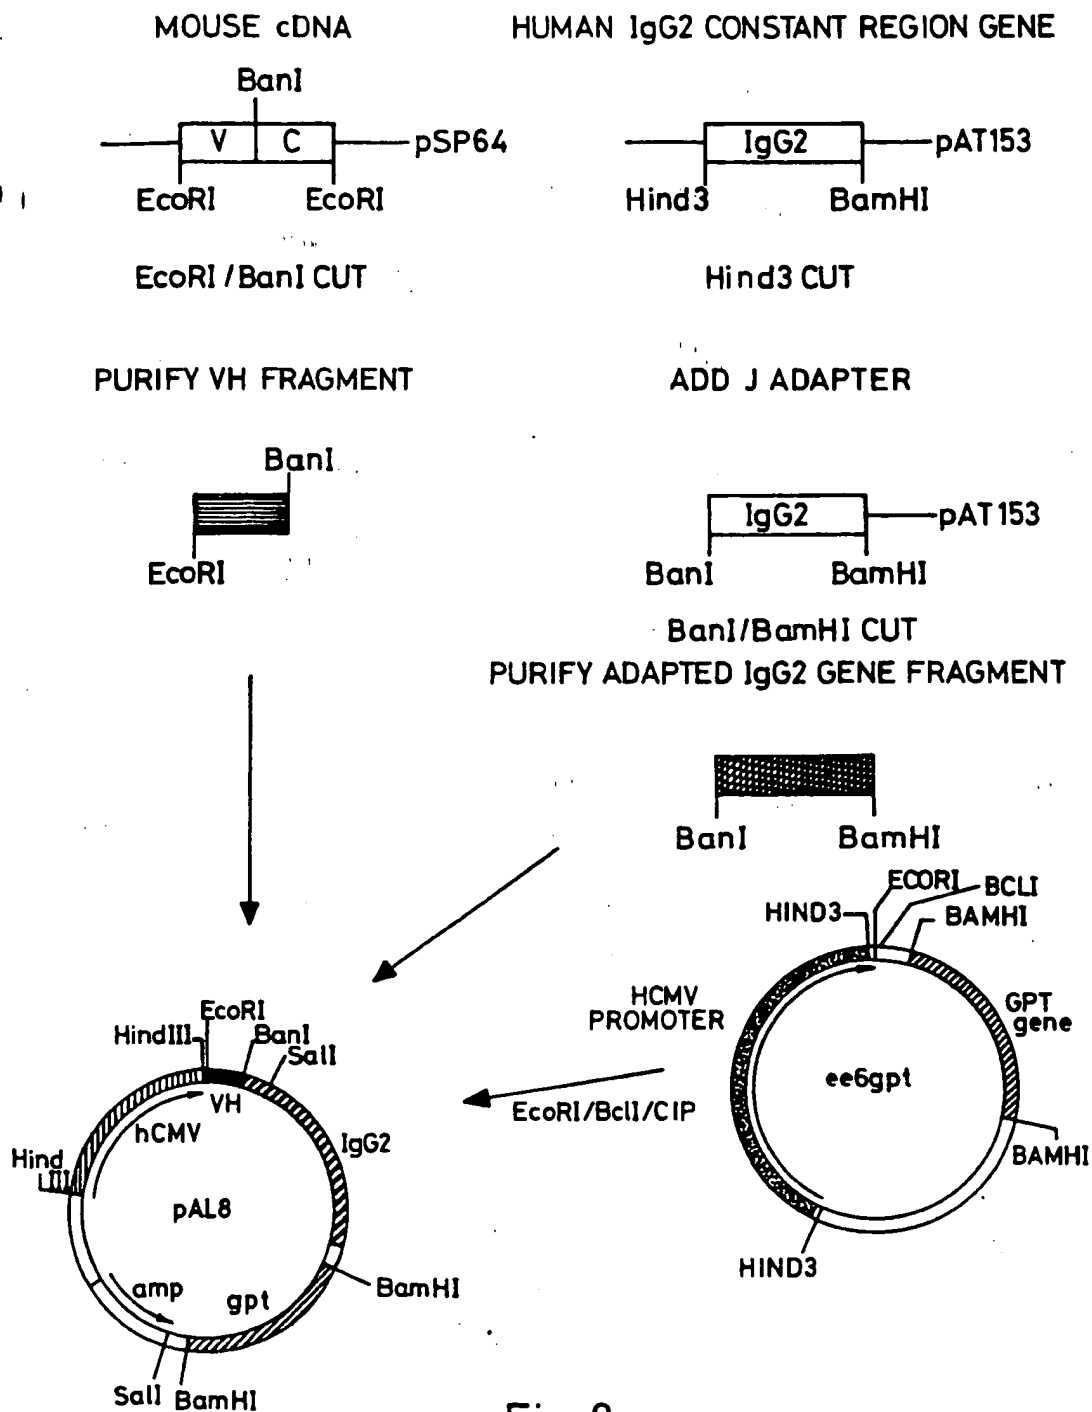 MOUSE cDNA
BanI
V C
pSP64
EcoRI EcoRI
EcoRI/BanI CUT
PURIFY VH FRAGMENT
BanI
EcoRI
HUMAN IgG2 CONSTANT REGION GENE
IgG2
pAT153
Hind3 BamHI
Hind3 CUT
ADD J ADAPTER
IgG2
pAT153
BanI BamHI
BanI/BamHI CUT
PURIFY ADAPTED IgG2 GENE FRAGMENT
BanI BamHI
ECORI
BCLI
HIND3
BAMHI
HCMV
PROMOTER
GPT
gene
ee6gpt
BAMHI
HIND3
EcoRI/BclI/CIP
EcoRI
HindIII
BanI
SalI
VH
hCMV
IgG2
Hind
III
pAL8
BamHI
amp
gpt
SalI BamHI